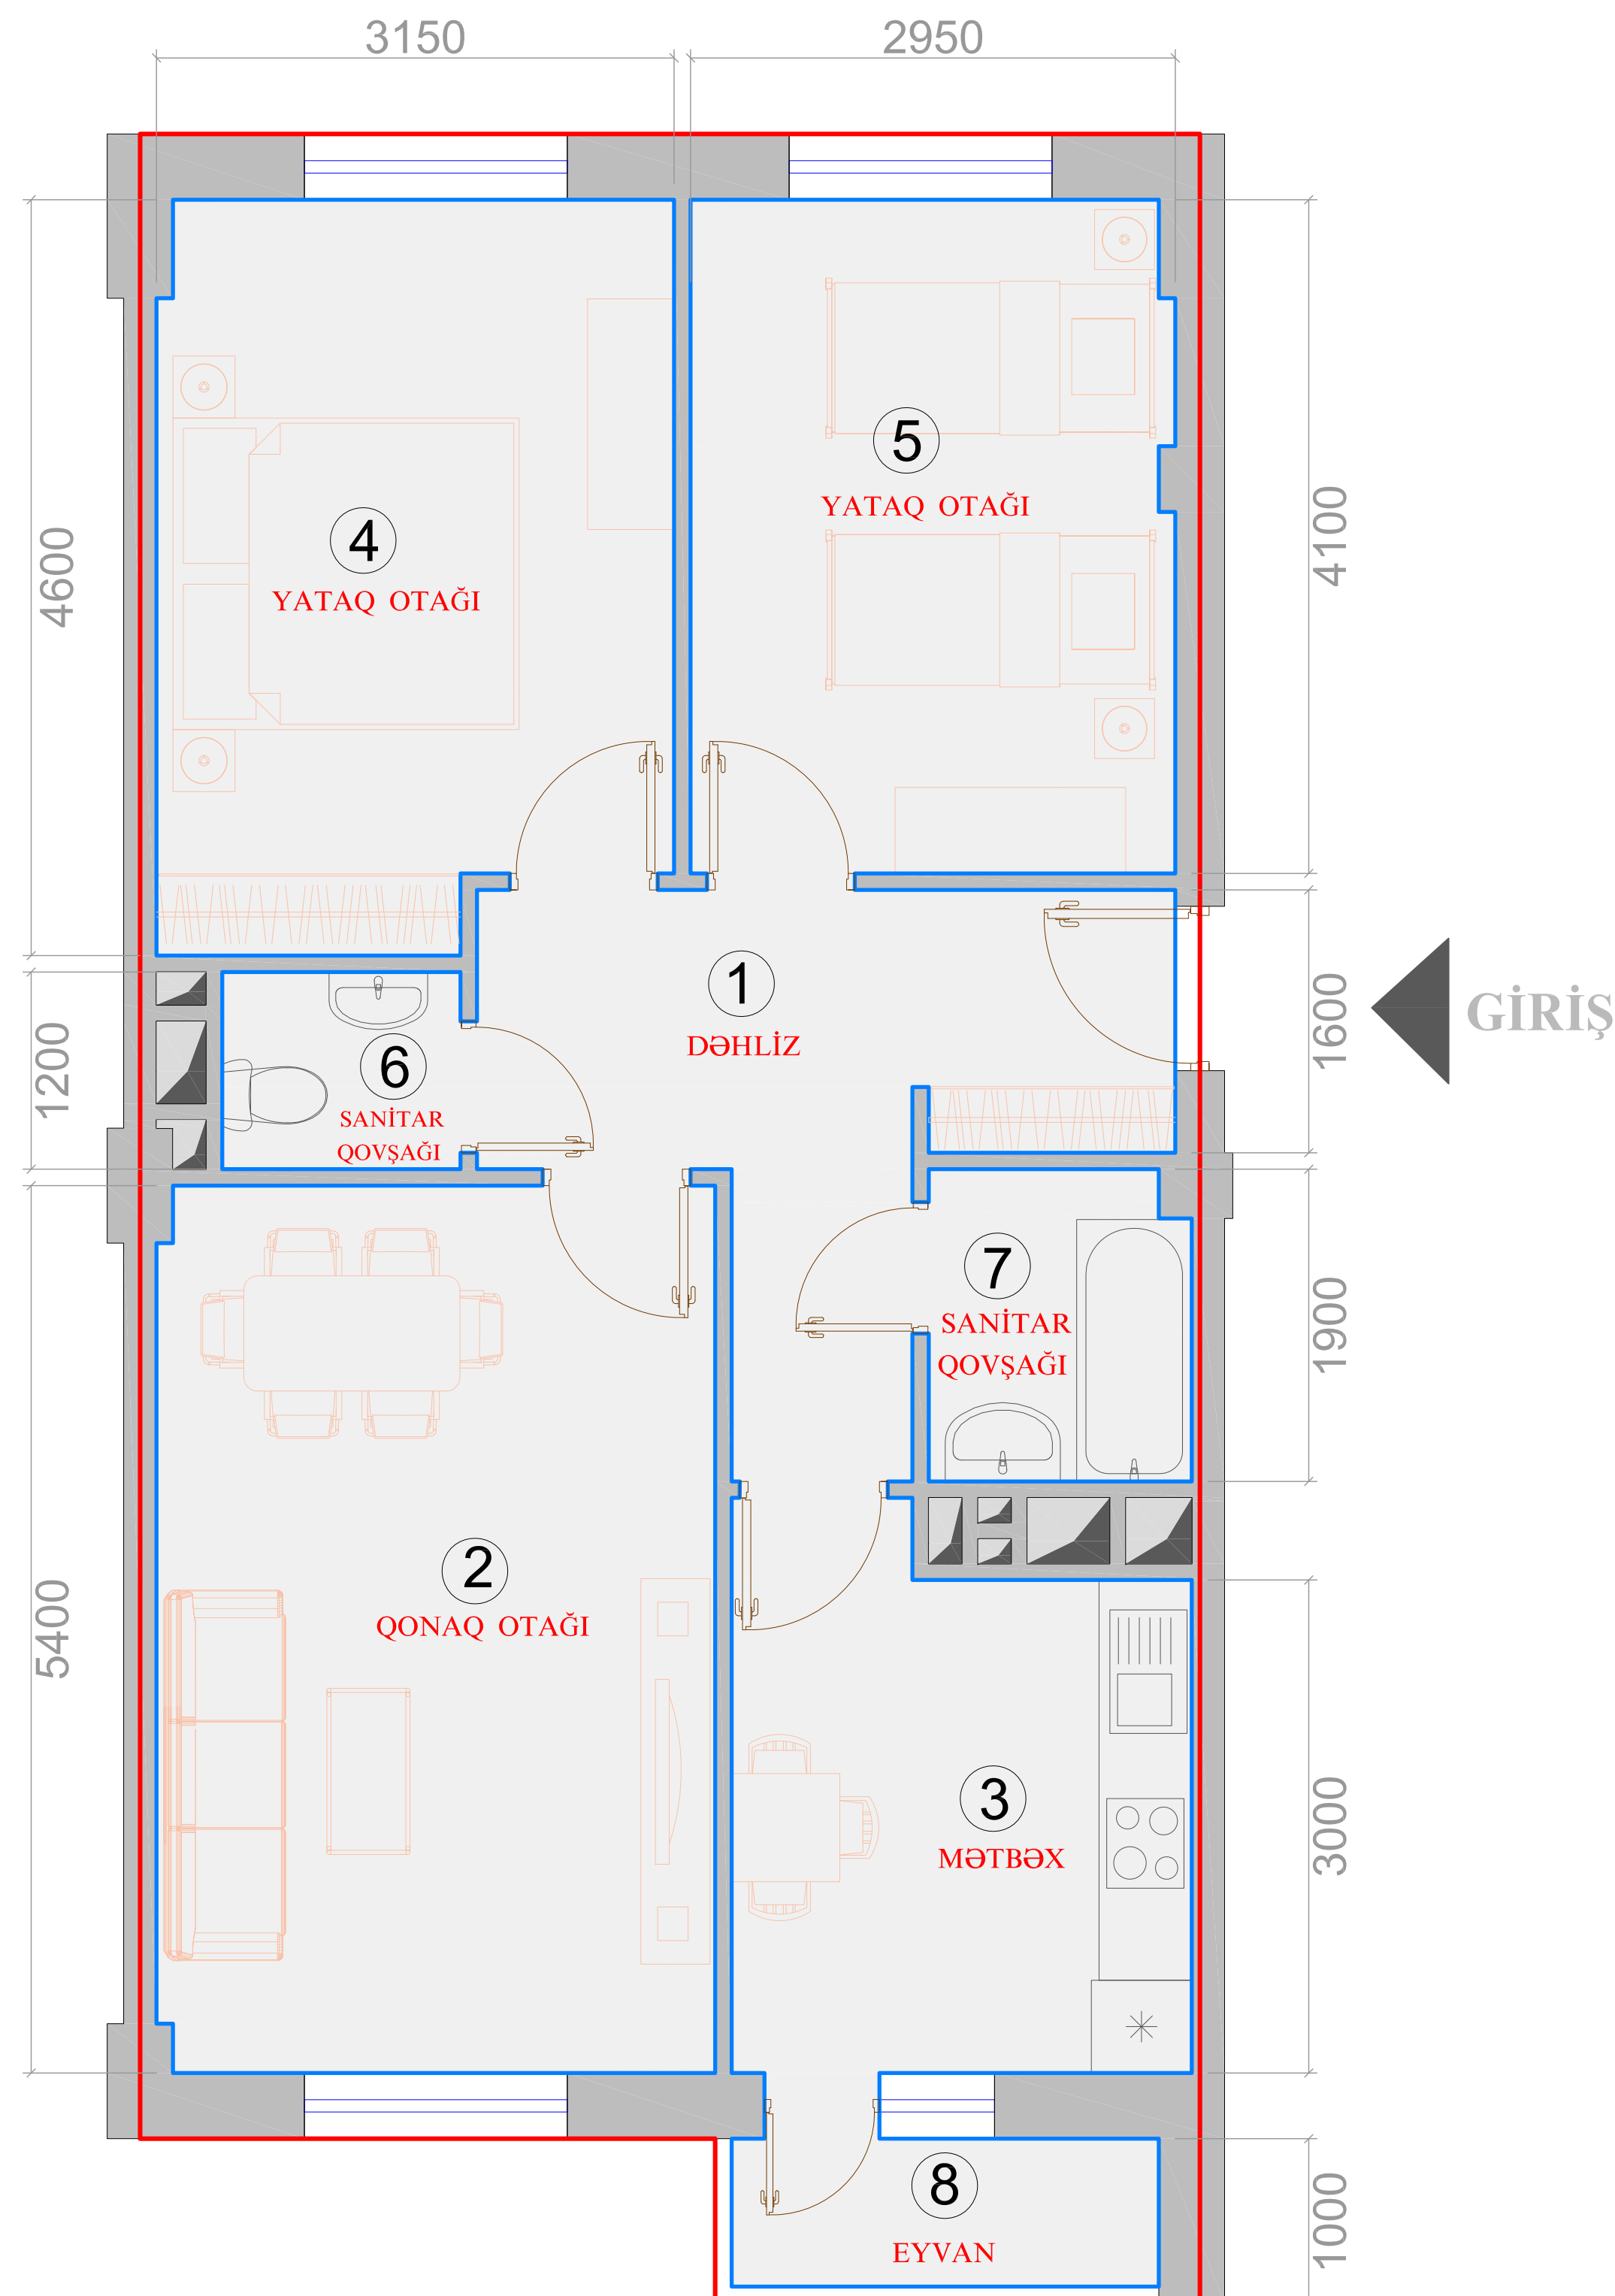 3150
2950
5
YATAQ OTAĞI
4
YATAQ OTAĞI
4600
4100
1
DƏHLİZ
1600
GİRİŞ
6
SANİTAR
QOVŞAĞI
1200
7
SANİTAR
QOVŞAĞI
1900
2
QONAQ OTAĞI
5400
3
MƏTBƏX
3000
8
EYVAN
1000